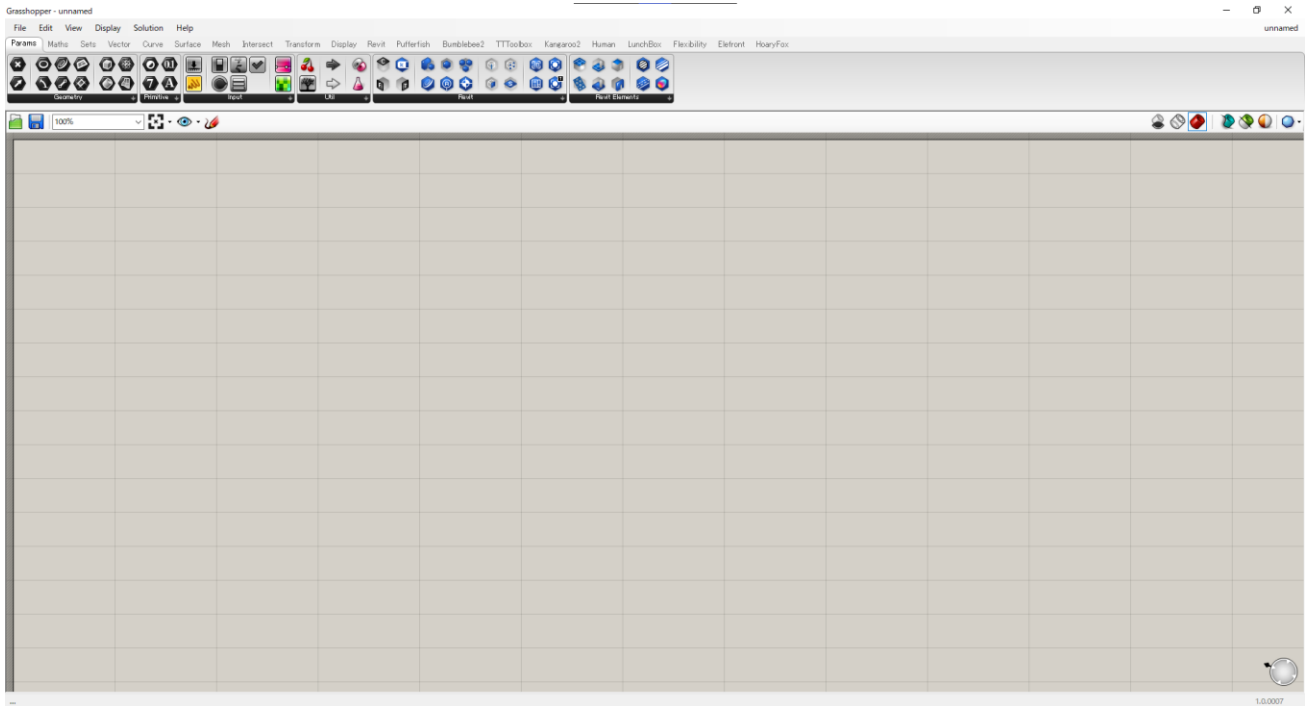 Grasshopper - unnamed
File Edit View Display Solution Help unnamed
Params Maths Sets Vector Curve Surface Mesh Intersect Transform Display Revit Pufferfish Bumblebee2 TTToolbox Kangaroo2 Human LunchBox Flexibility Elefront HoaryFox
Geometry Primitive Input Util Revit Revit Elements
100%
1.0.0007